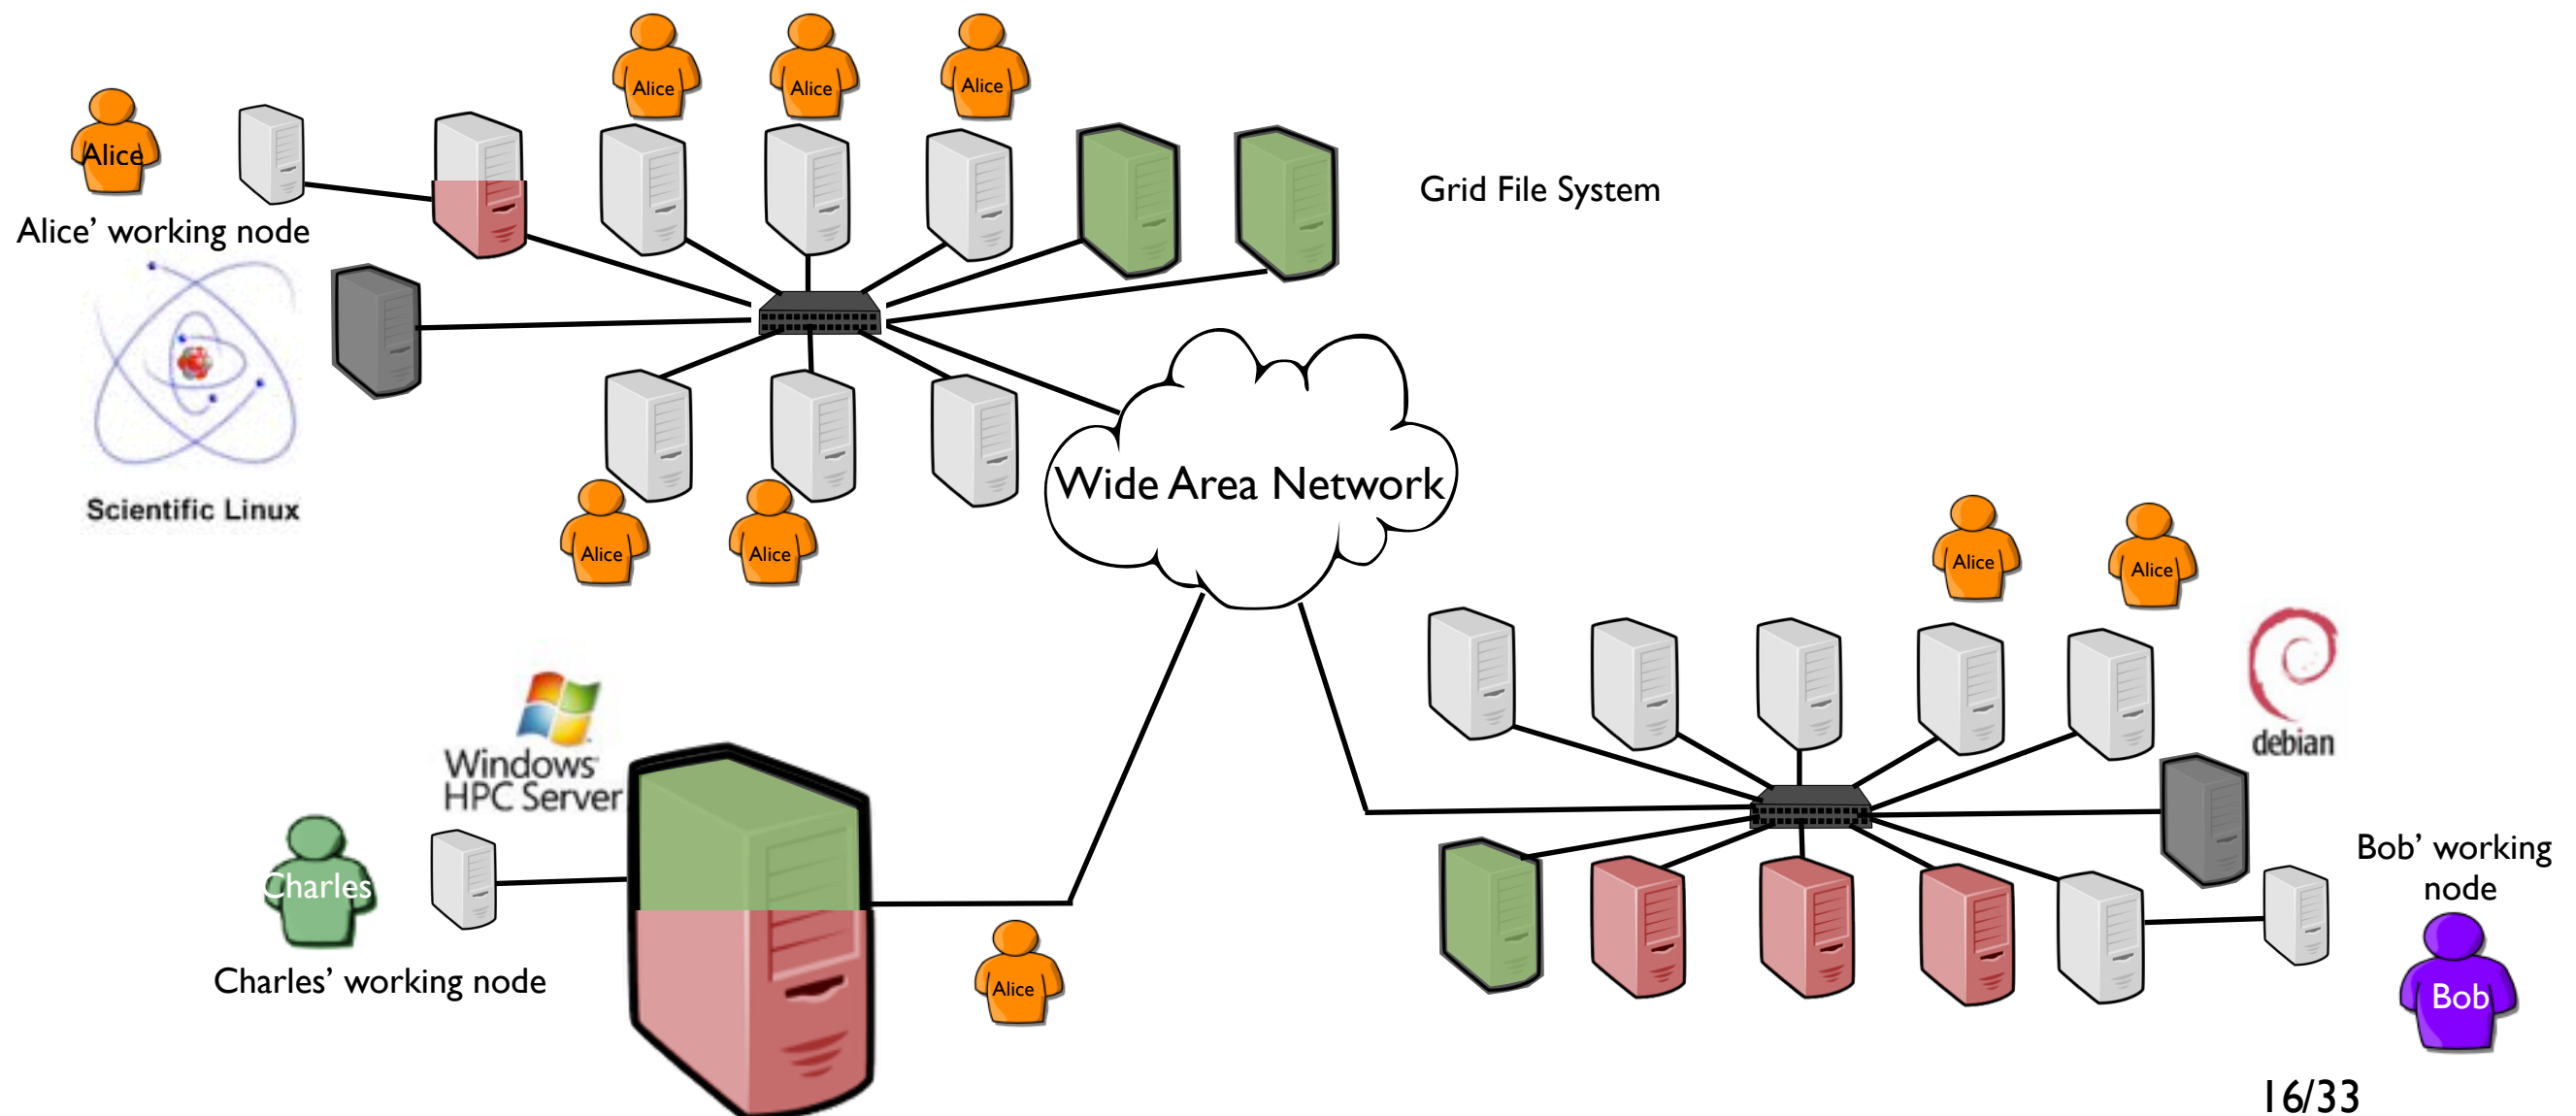 Alice
Alice
Alice
Alice
Alice' working node
Grid File System
Scientific Linux
Wide Area Network
Alice
Alice
Alice
Alice
Windows
HPC Server
debian
Charles
Charles' working node
Alice
Bob' working
node
Bob
16/33